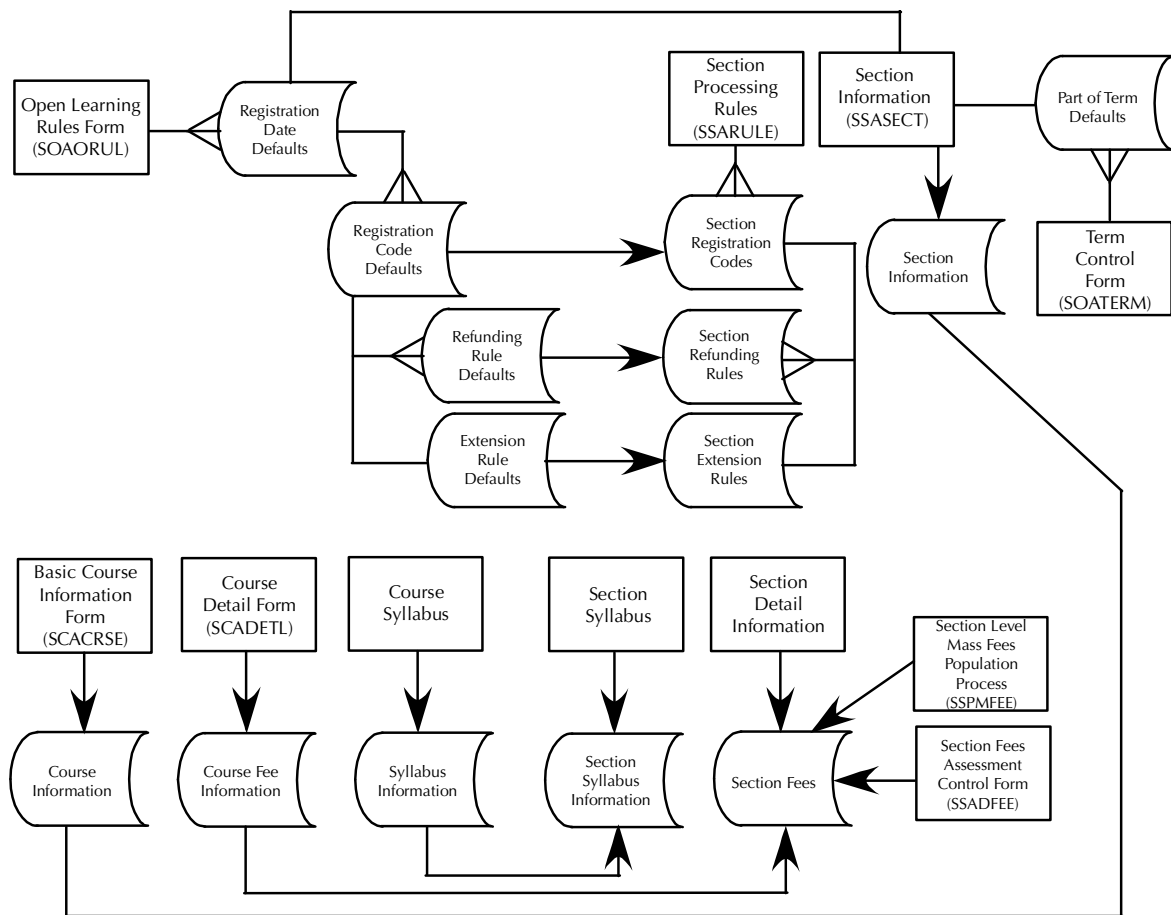 Open Learning
Rules Form
(SOAORUL)
Registration
Date
Defaults
Section
Processing
Rules
(SSARULE)
Section
Information
(SSASECT)
Part of Term
Defaults
Registration
Code
Defaults
Section
Registration
Codes
Section
Information
Term
Control
Form
(SOATERM)
Refunding
Rule
Defaults
Section
Refunding
Rules
Extension
Rule
Defaults
Section
Extension
Rules
Basic Course
Information
Form
(SCACRSE)
Course
Detail Form
(SCADETL)
Course
Syllabus
Section
Syllabus
Section
Detail
Information
Section Level
Mass Fees
Population
Process
(SSPMFEE)
Course
Information
Course Fee
Information
Syllabus
Information
Section
Syllabus
Information
Section Fees
Section Fees
Assessment
Control Form
(SSADFEE)